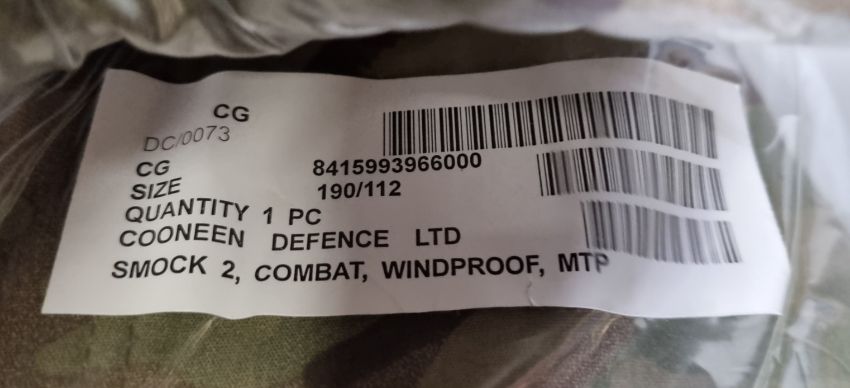 CG
DC/0073
CG 8415993966000
SIZE 190/112
QUANTITY 1 PC
COONEEN DEFENCE LTD
SMOCK 2, COMBAT, WINDPROOF, MTP